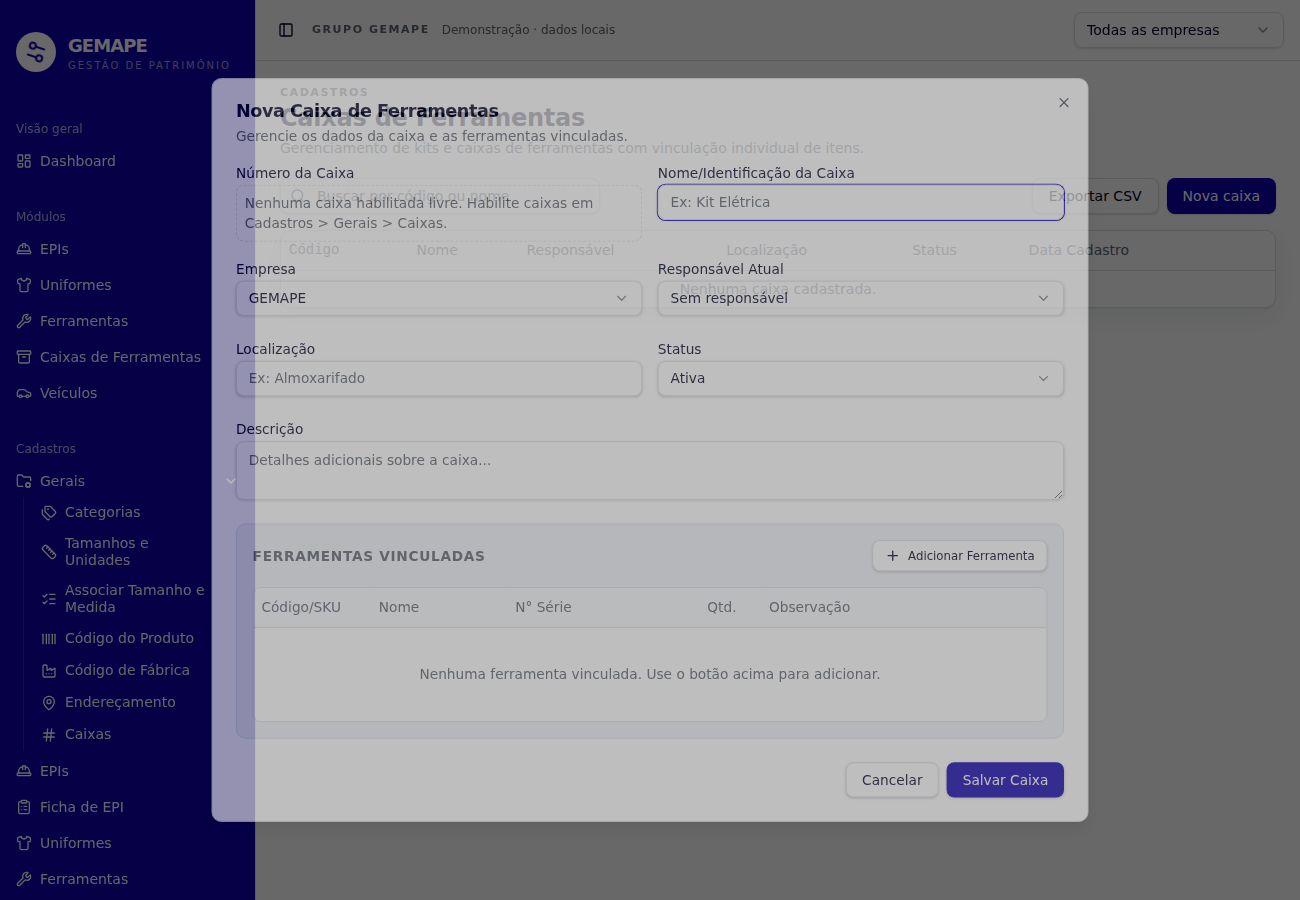 GEMAPE
GESTÃO DE PATRIMÔNIO
Visão geral
Dashboard
Módulos
EPIs
Uniformes
Ferramentas
Caixas de Ferramentas
Veículos
Cadastros
Gerais
Categorias
Tamanhos e
Unidades
Associar Tamanho e
Medida
Código do Produto
Código de Fábrica
Endereçamento
Caixas
EPIs
Ficha de EPI
Uniformes
Ferramentas
GRUPO GEMAPE Demonstração · dados locais
Todas as empresas
CADASTROS
Caixas de Ferramentas
Gerenciamento de kits e caixas de ferramentas com vinculação individual de itens.
Buscar por código ou nome
Exportar CSV
Nova caixa
Código Nome Responsável Localização Status Data Cadastro
Nenhuma caixa cadastrada.
Nova Caixa de Ferramentas
Gerencie os dados da caixa e as ferramentas vinculadas.
Número da Caixa
Nenhuma caixa habilitada livre. Habilite caixas em
Cadastros > Gerais > Caixas.
Nome/Identificação da Caixa
Ex: Kit Elétrica
Empresa
GEMAPE
Responsável Atual
Sem responsável
Localização
Ex: Almoxarifado
Status
Ativa
Descrição
Detalhes adicionais sobre a caixa...
FERRAMENTAS VINCULADAS
Adicionar Ferramenta
Código/SKU Nome N° Série Qtd. Observação
Nenhuma ferramenta vinculada. Use o botão acima para adicionar.
Cancelar
Salvar Caixa